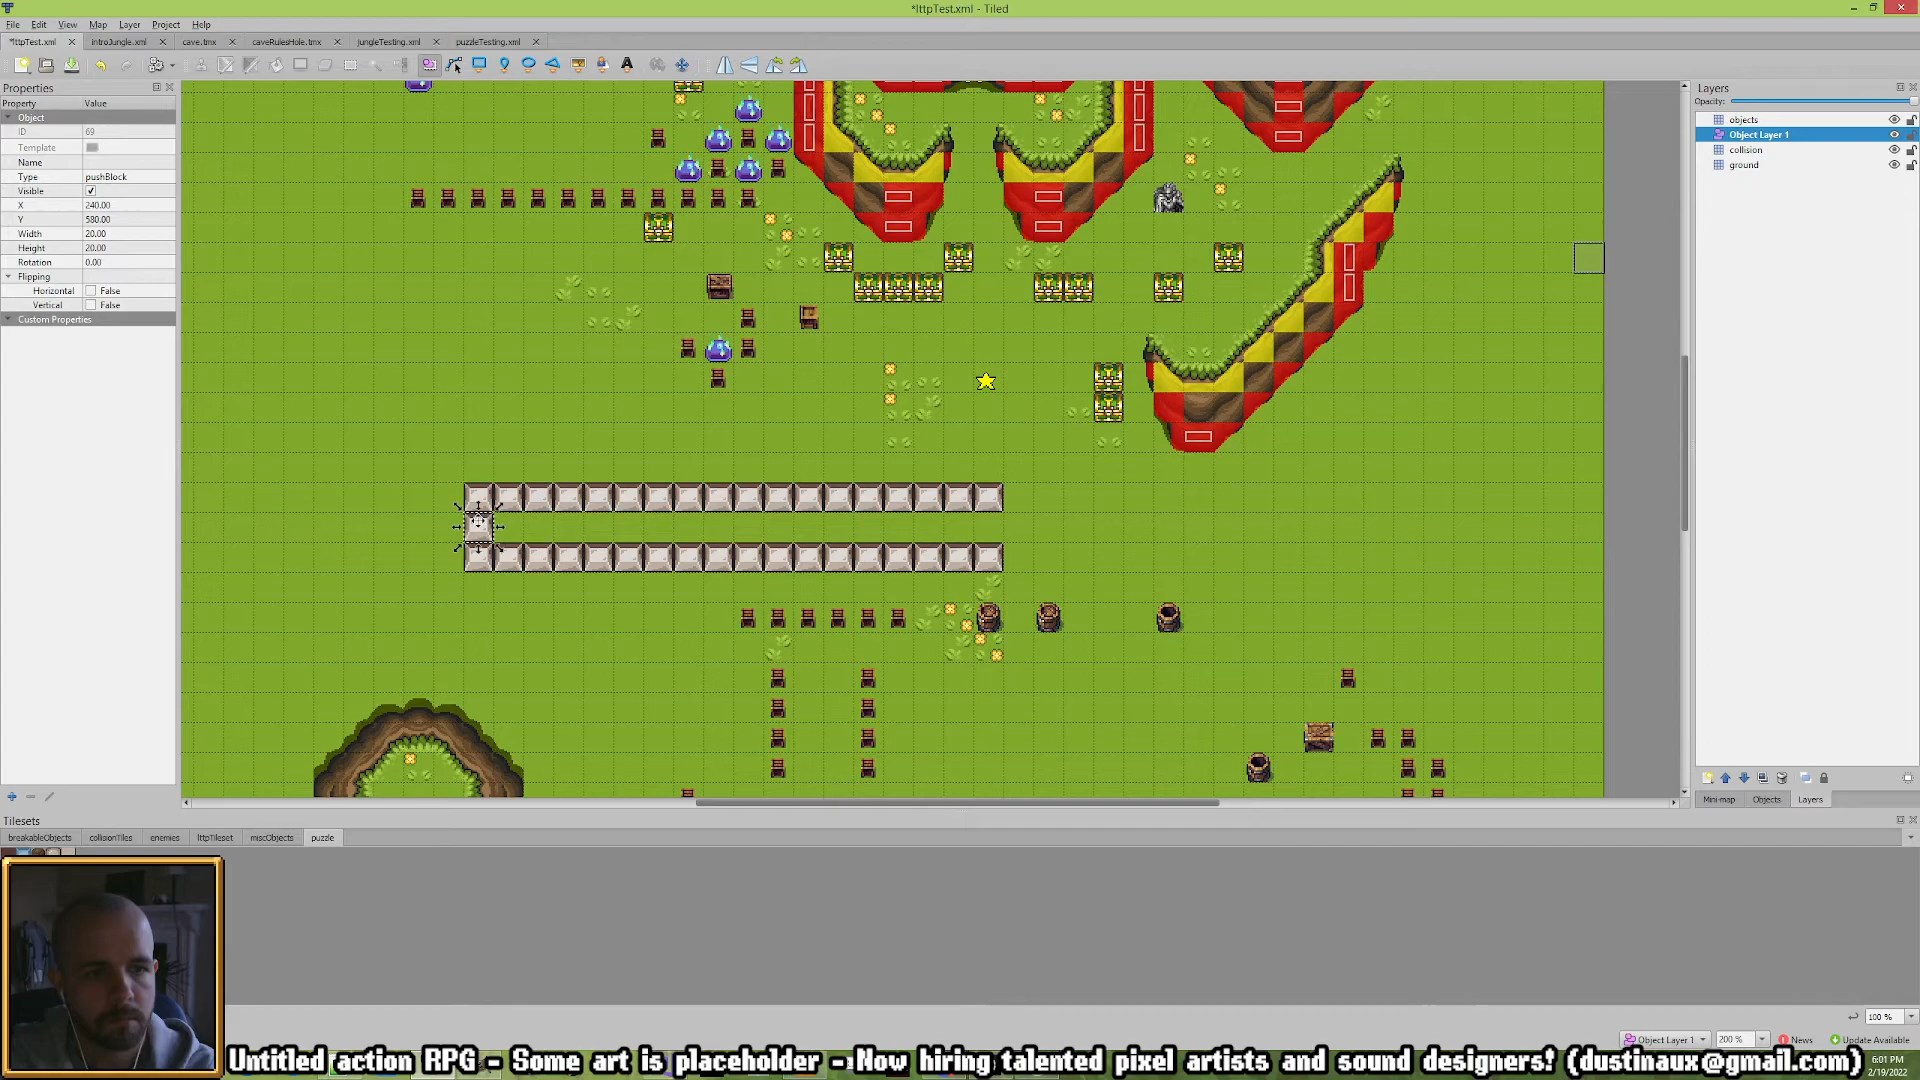 *lttpTest.xml - Tiled
File Edit View Map Layer Project Help
*lttpTest.xml introJungle.xml cave.tmx caveRulesHole.tmx jungleTesting.xml puzzleTesting.xml
Properties
Property Value
Object
ID 69
Template
Name
Type pushBlock
Visible
X 240.00
Y 580.00
Width 20.00
Height 20.00
Rotation 0.00
Flipping
Horizontal False
Vertical False
Custom Properties
Layers
Opacity:
objects
Object Layer 1
collision
ground
Mini-map Objects Layers
Tilesets
breakableObjects collisionTiles enemies lttpTileset miscObjects puzzle
100 %
Object Layer 1 200 % News Update Available
Untitled action RPG - Some art is placeholder - Now hiring talented pixel artists and sound designers! (dustinaux@gmail.com)
6:01 PM
2/19/2022